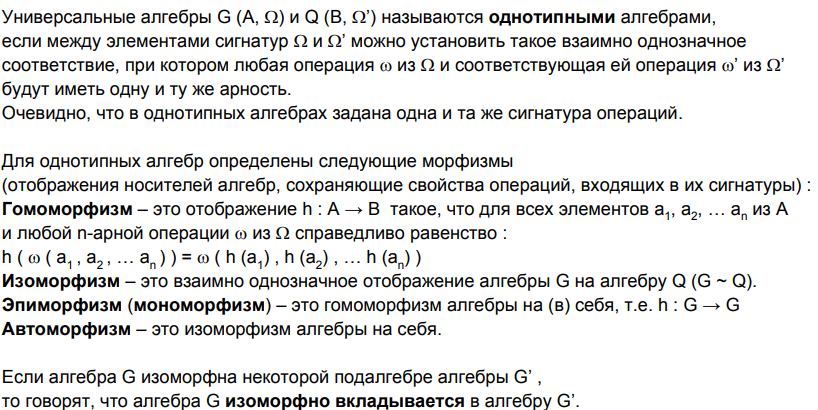 Универсальные алгебры G (A, Ω) и Q (B, Ω’) называются однотипными алгебрами,
если между элементами сигнатур Ω и Ω’ можно установить такое взаимно однозначное
соответствие, при котором любая операция ω из Ω и соответствующая ей операция ω’ из Ω’
будут иметь одну и ту же арность.
Очевидно, что в однотипных алгебрах задана одна и та же сигнатура операций.
Для однотипных алгебр определены следующие морфизмы
(отображения носителей алгебр, сохраняющие свойства операций, входящих в их сигнатуры) :
Гомоморфизм – это отображение h : A → B такое, что для всех элементов a₁, a₂, … aₙ из A
и любой n-арной операции ω из Ω справедливо равенство :
h ( ω ( a₁ , a₂ , … aₙ ) ) = ω ( h (a₁) , h (a₂) , … h (aₙ) )
Изоморфизм – это взаимно однозначное отображение алгебры G на алгебру Q (G ~ Q).
Эпиморфизм (мономорфизм) – это гомоморфизм алгебры на (в) себя, т.е. h : G → G
Автоморфизм – это изоморфизм алгебры на себя.
Если алгебра G изоморфна некоторой подалгебре алгебры G’ ,
то говорят, что алгебра G изоморфно вкладывается в алгебру G’.